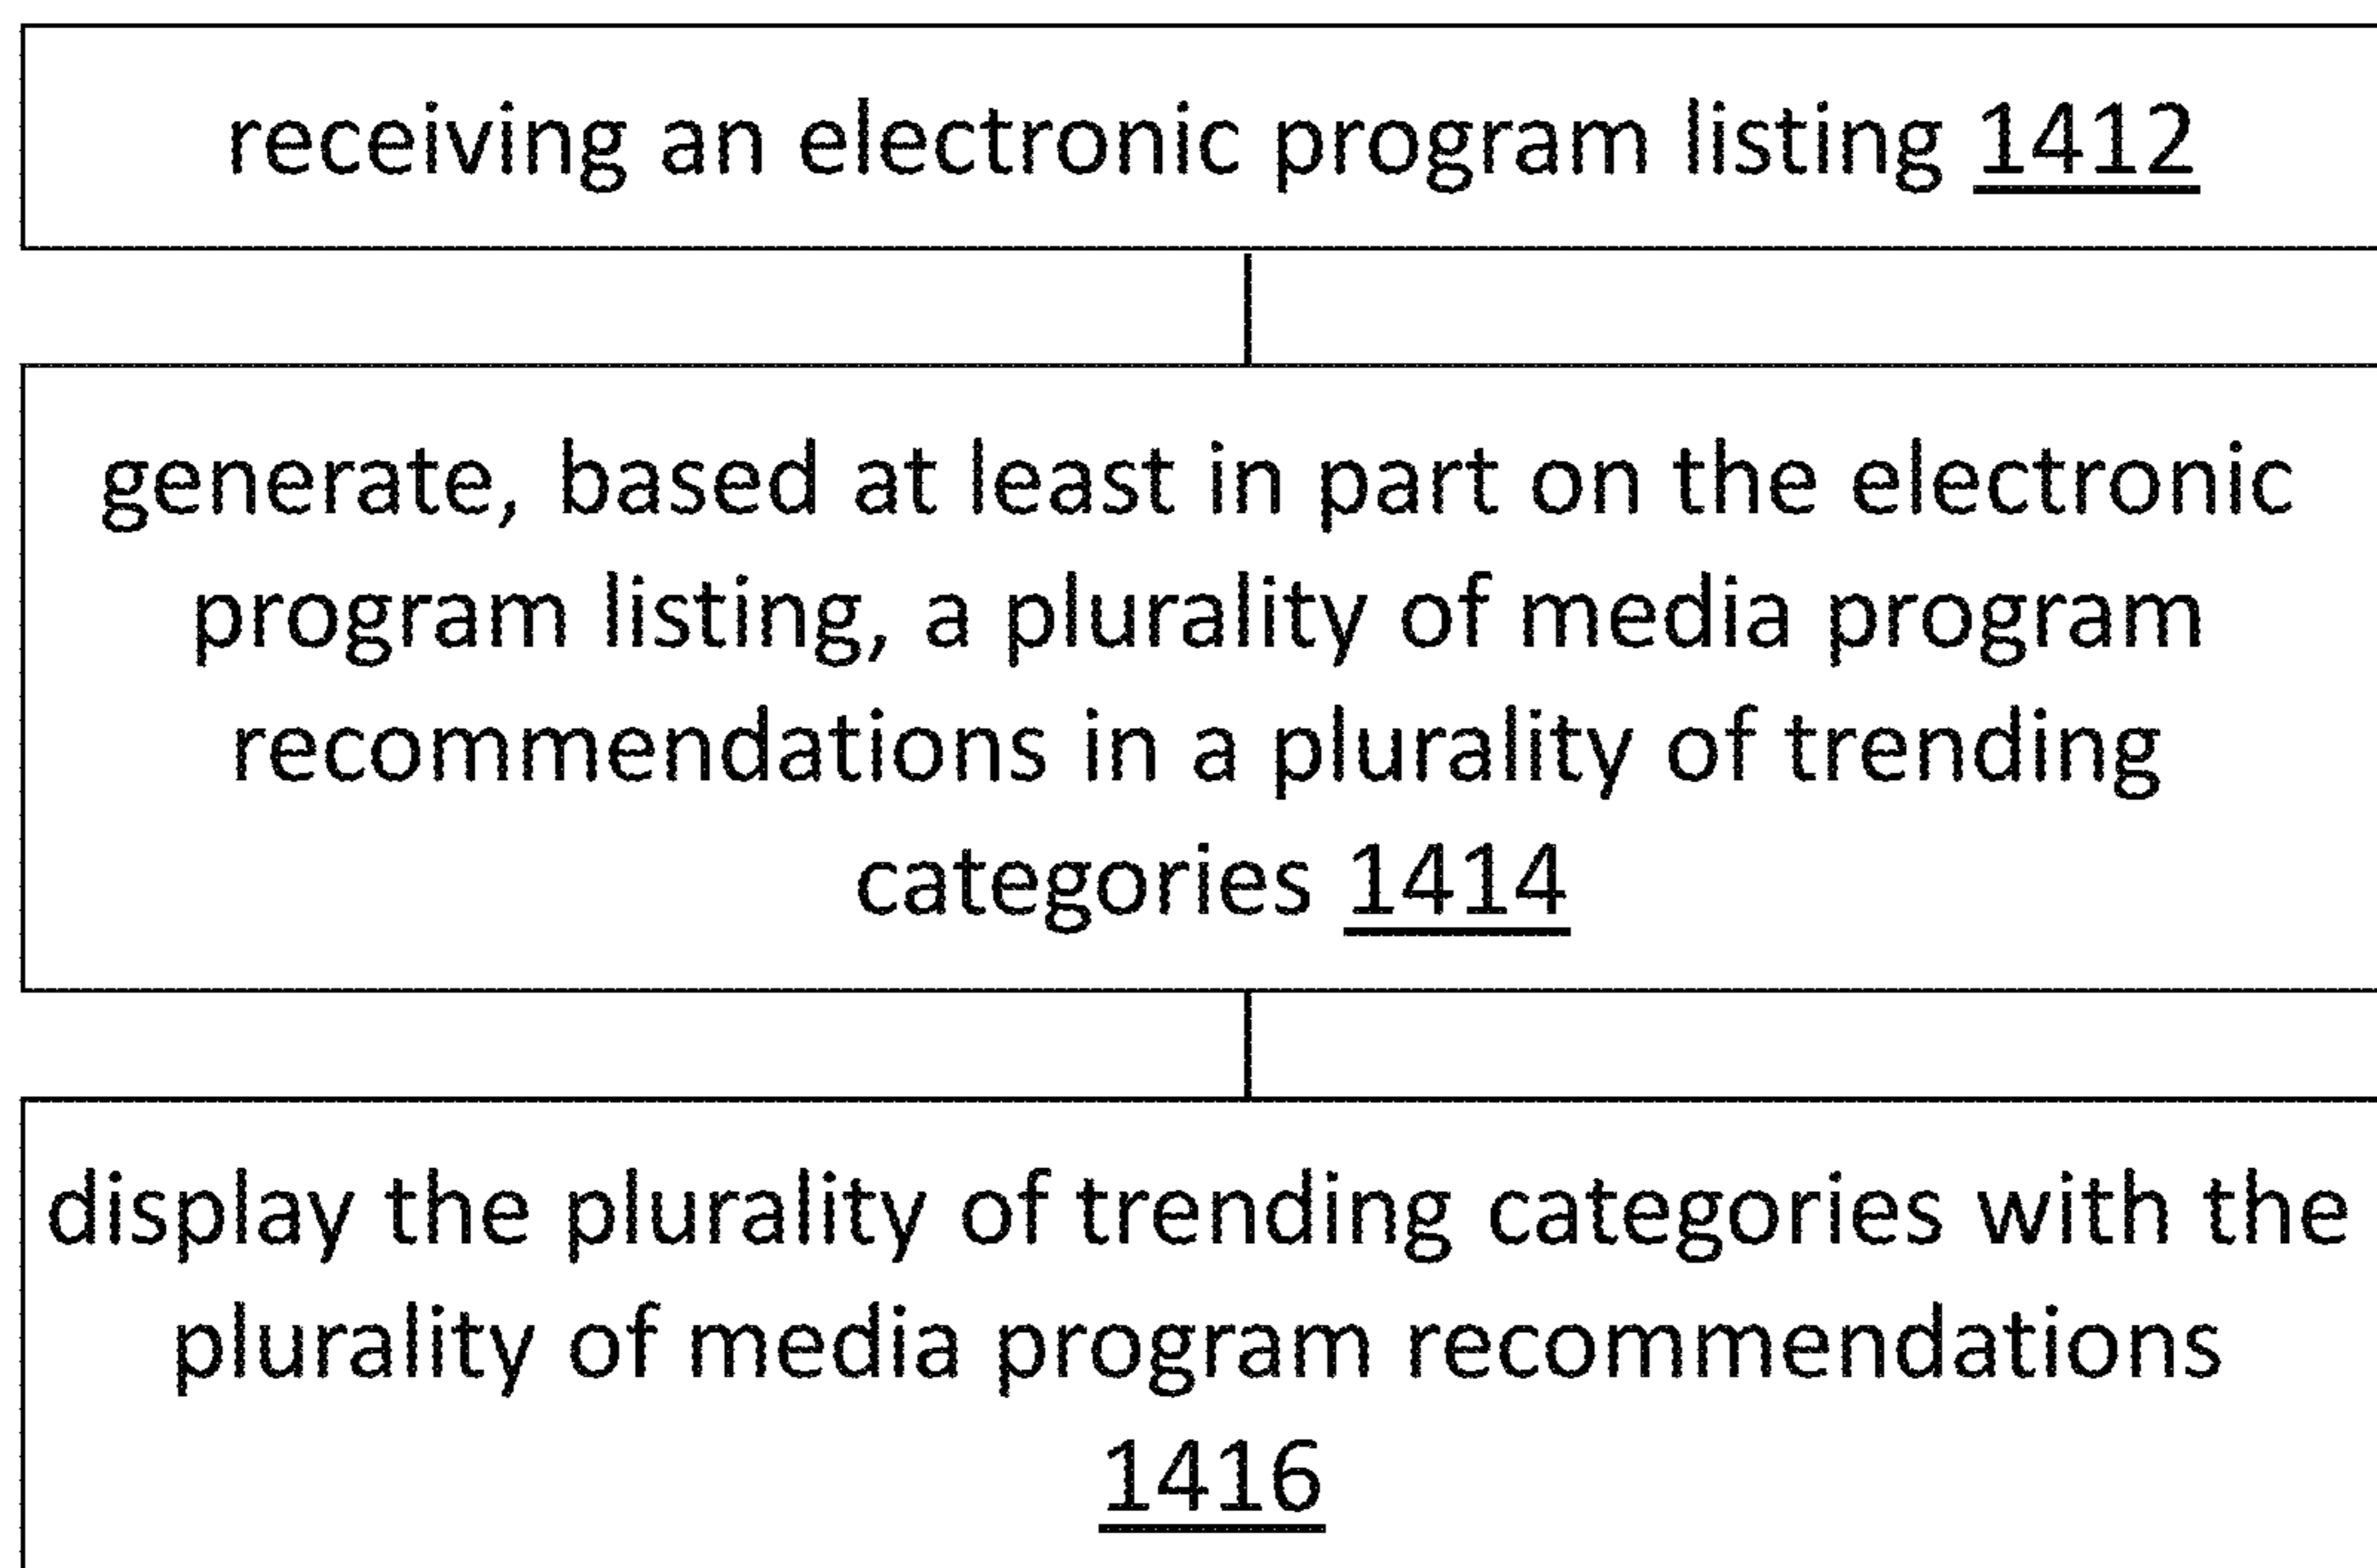 receiving an electronic program listing 1412
generate, based at least in part on the electronic
program listing, a plurality of media program
recommendations in a plurality of trending
categories 1414
display the plurality of trending categories with the
plurality of media program recommendations
1416